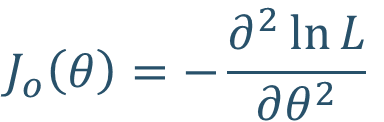 J_o(θ) = −∂² ln L / ∂θ²